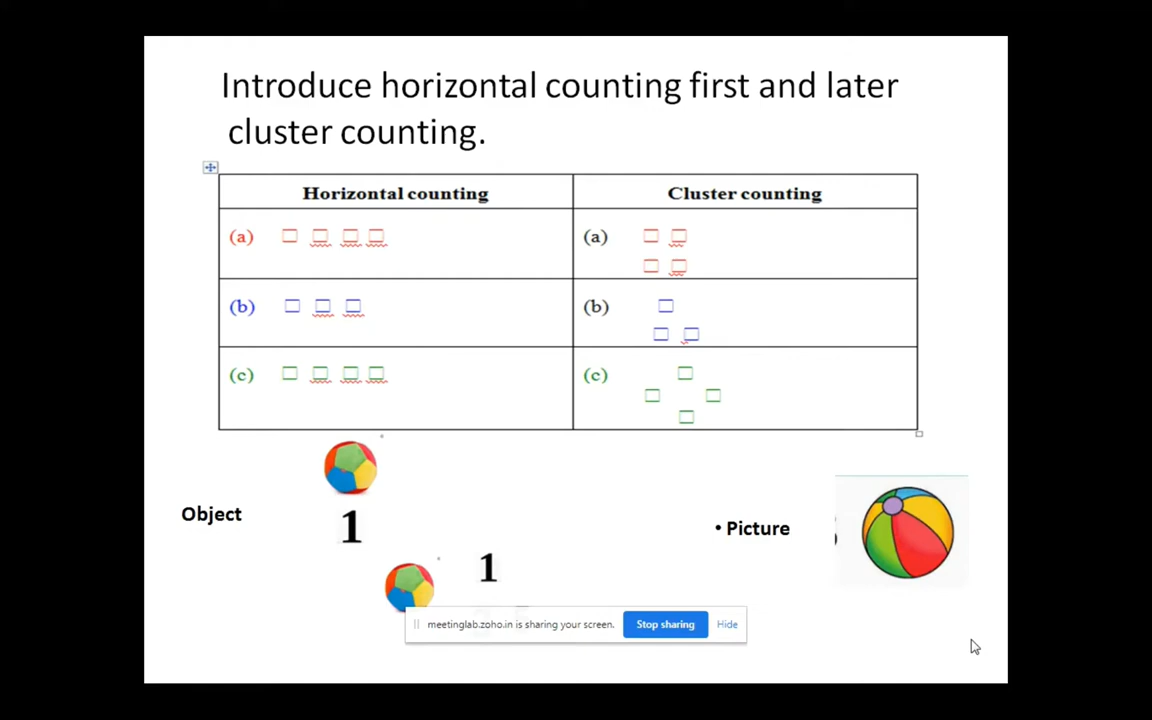 Introduce horizontal counting first and later
cluster counting.
Horizontal counting
Cluster counting
(a)
(a)
(b)
(b)
(c)
(c)
Object
1
• Picture
1
meetinglab.zoho.in is sharing your screen.
Stop sharing
Hide